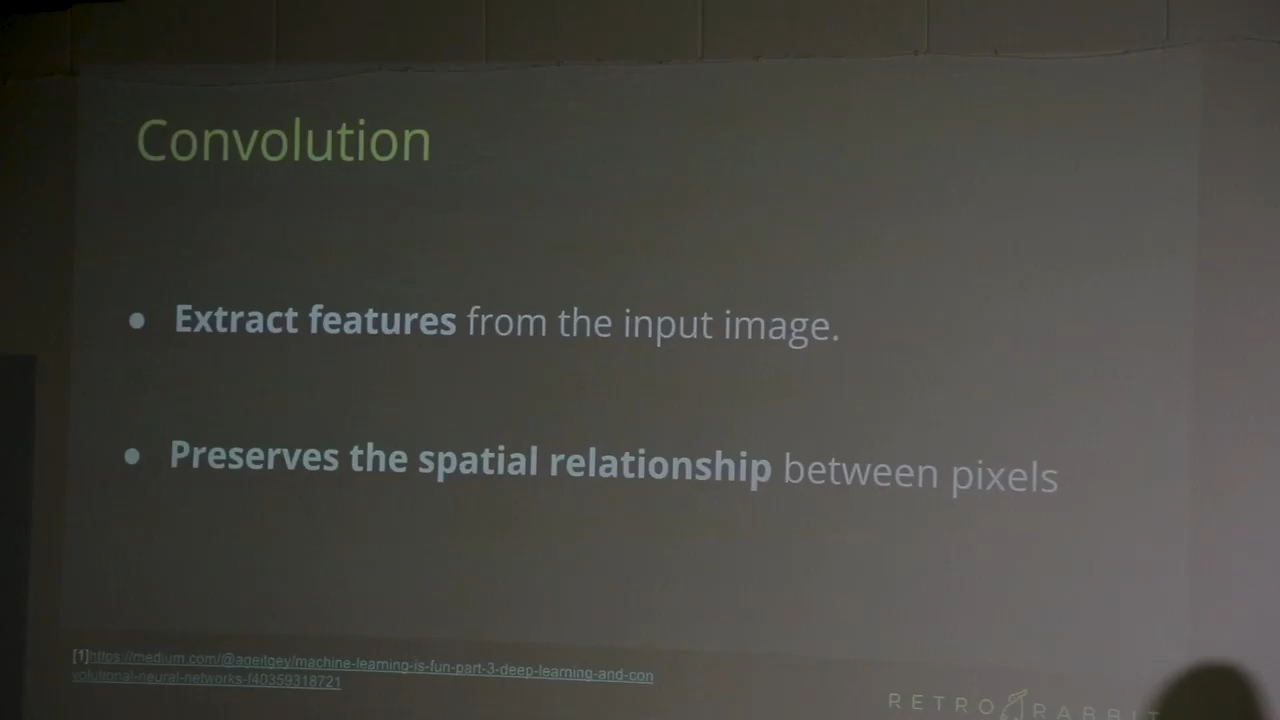 Convolution
● Extract features from the input image.
● Preserves the spatial relationship between pixels
[1]https://medium.com/@ageitgey/machine-learning-is-fun-part-3-deep-learning-and-con
volutional-neural-networks-f40359318721
RETRO RABBIT